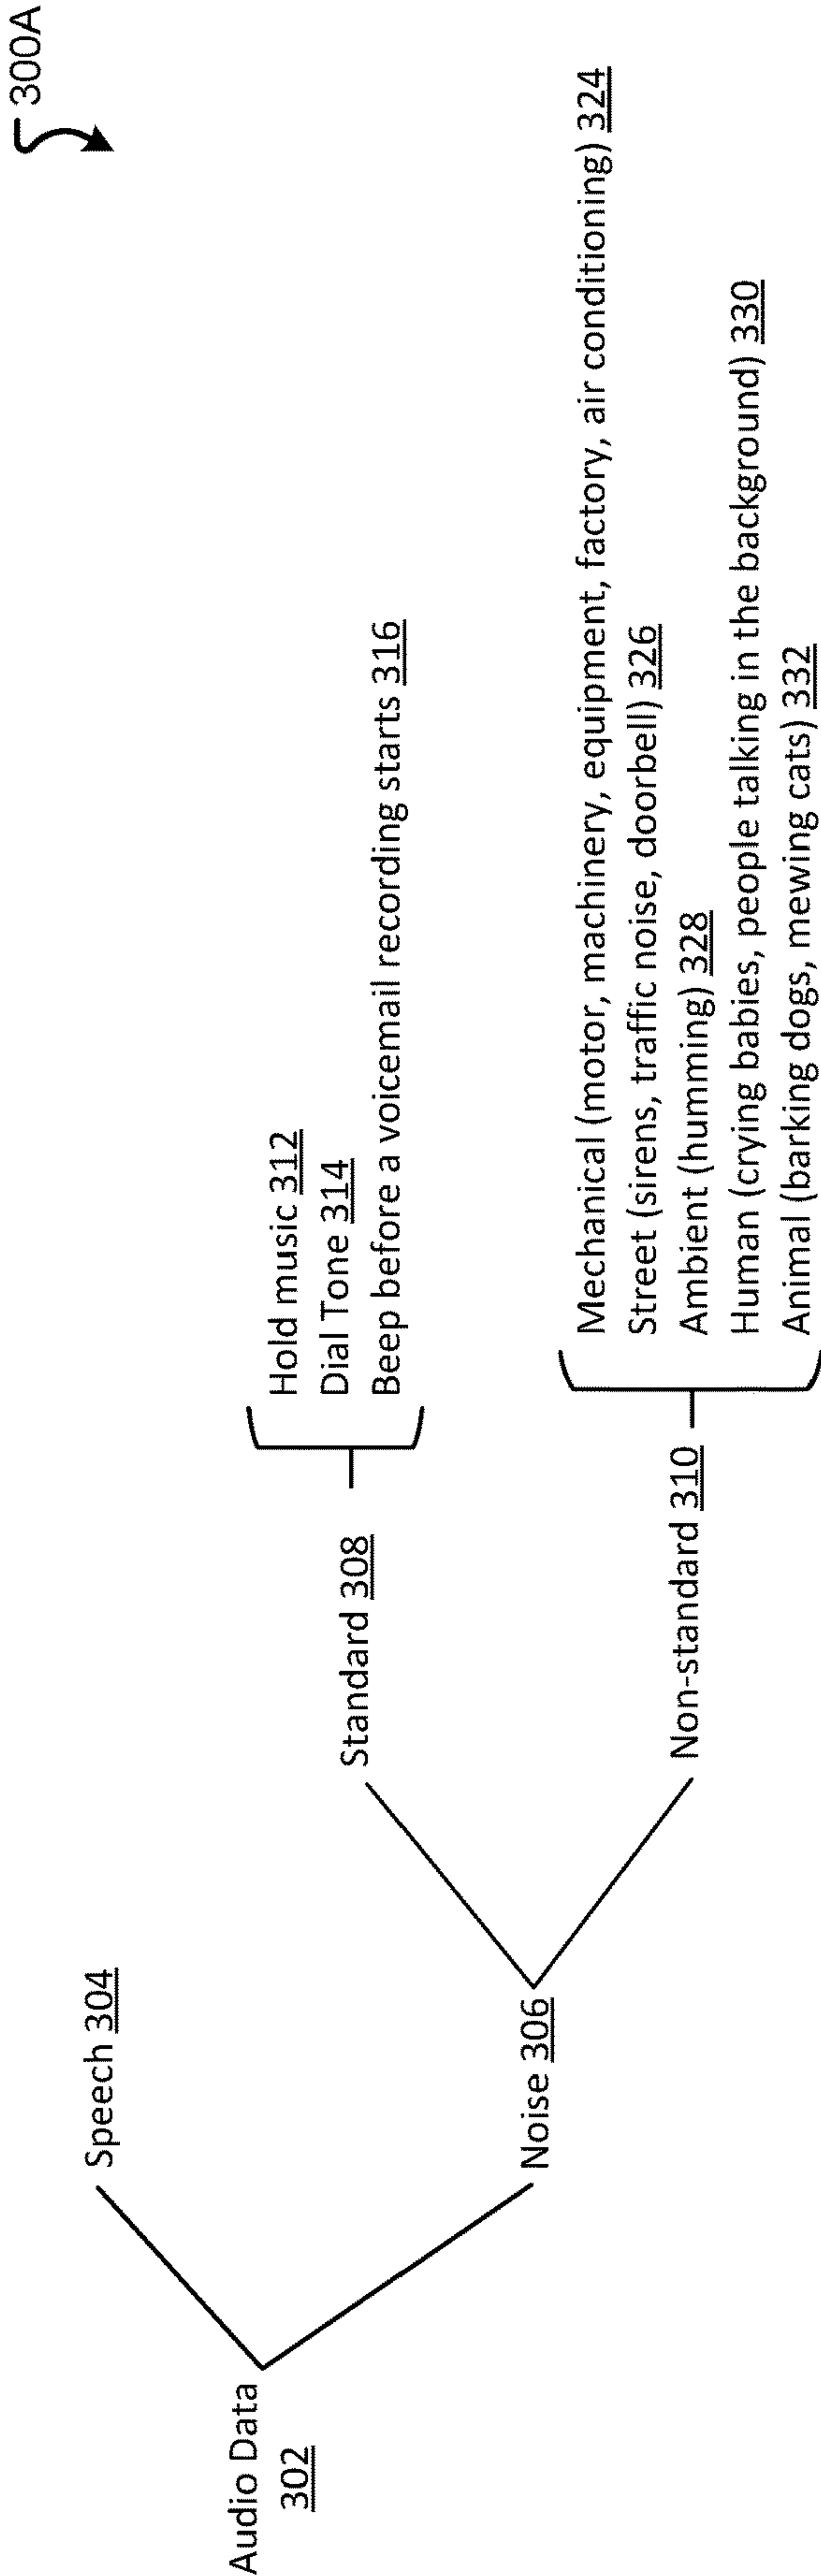 300A
Speech 304
Audio Data
302
Noise 306
Standard 308
Hold music 312
Dial Tone 314
Beep before a voicemail recording starts 316
Non-standard 310
Mechanical (motor, machinery, equipment, factory, air conditioning) 324
Street (sirens, traffic noise, doorbell) 326
Ambient (humming) 328
Human (crying babies, people talking in the background) 330
Animal (barking dogs, mewing cats) 332